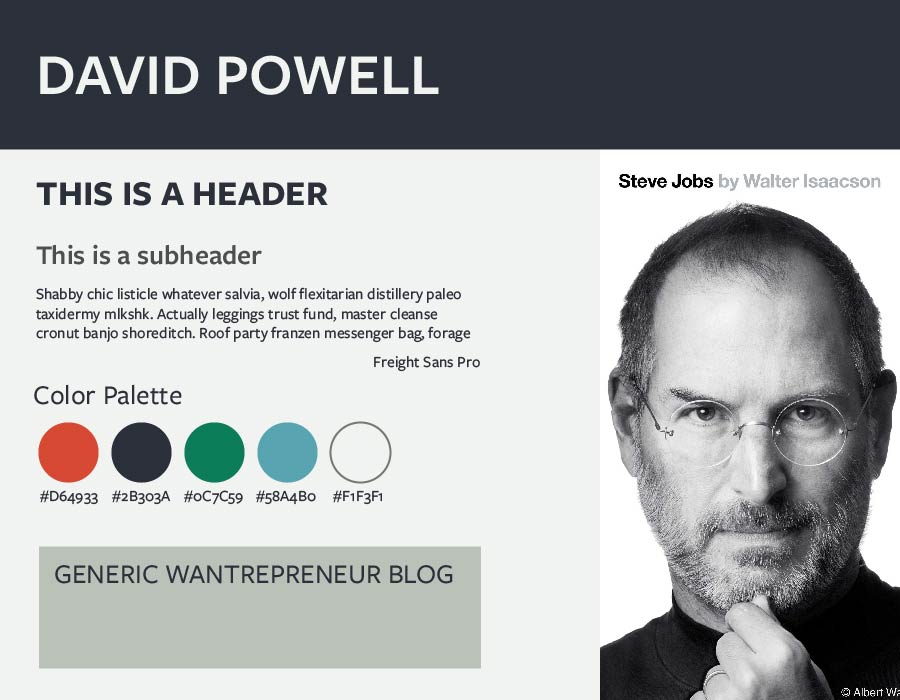 DAVID POWELL
THIS IS A HEADER
This is a subheader
Shabby chic listicle whatever salvia, wolf flexitarian distillery paleo
taxidermy mlkshk. Actually leggings trust fund, master cleanse
cronut banjo shoreditch. Roof party franzen messenger bag, forage
Freight Sans Pro
Color Palette
#D64933 #2B303A #0C7C59 #58A4B0 #F1F3F1
GENERIC WANTREPRENEUR BLOG
Steve Jobs by Walter Isaacson
© Albert Wa